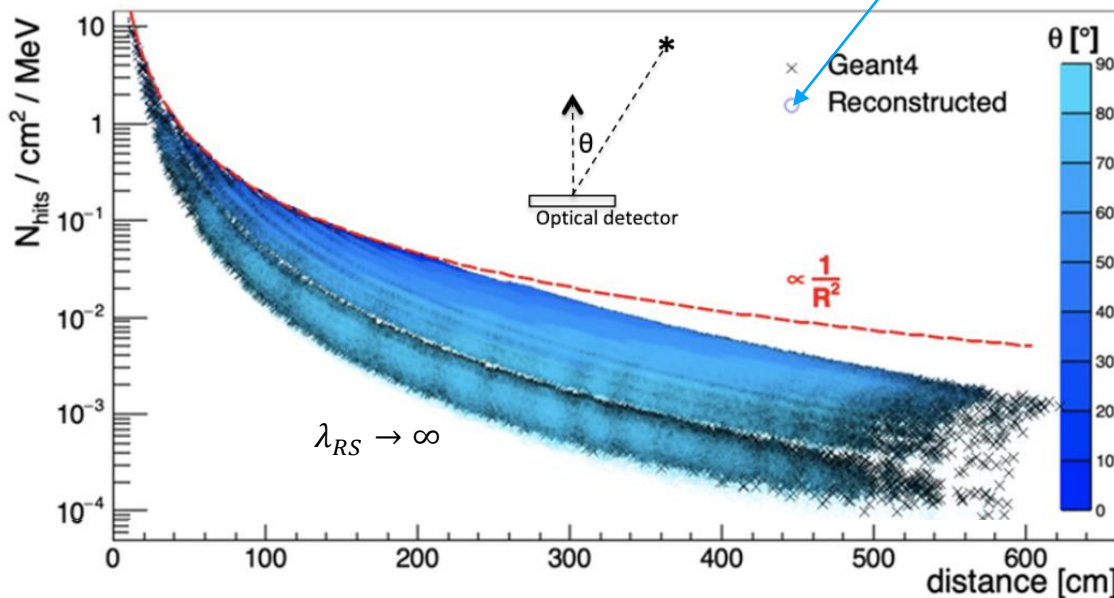 N_hits / cm² / MeV
10
1
10⁻¹
10⁻²
10⁻³
10⁻⁴
*
θ
Optical detector
× Geant4
Reconstructed
∝ 1/R²
λ_RS → ∞
θ [°]
90
80
70
60
50
40
30
20
10
0
0 100 200 300 400 500 600
distance [cm]